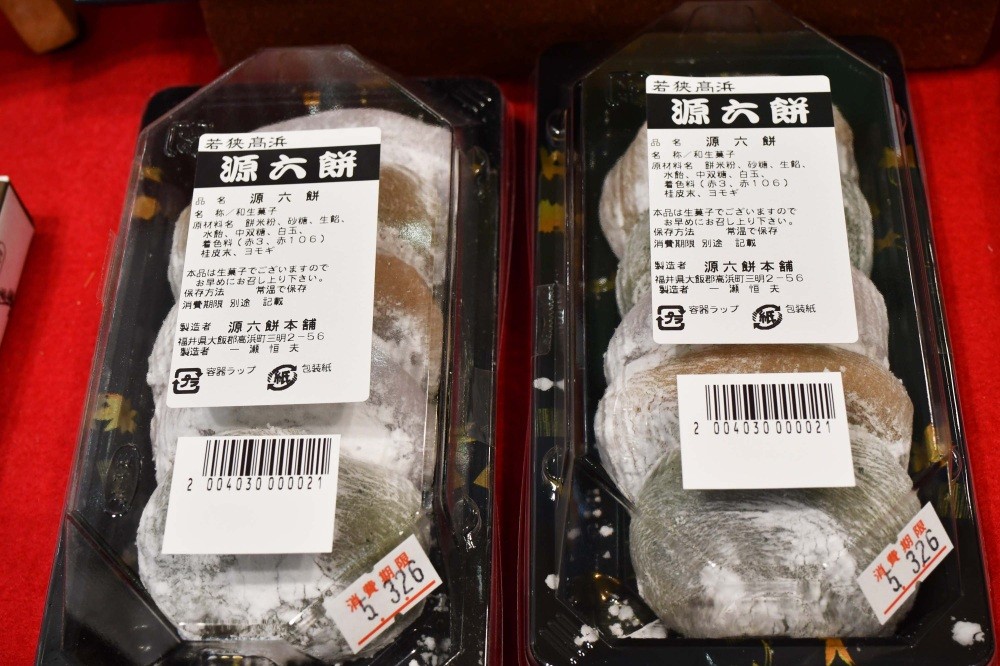 若狭高浜
源六餅
品 名 源 六 餅
名 称／和生菓子
原材料名 餅米粉、砂糖、生餡、
水飴、中双糖、白玉、
着色料（赤3、赤106）
桂皮末、ヨモギ
本品は生菓子でございますので
お早めにお召し上り下さい。
保存方法 常温で保存
消費期限 別途 記載
製造者 源六餅本舗
福井県大飯郡高浜町三明2－56
製造者 一瀬恒夫
プラ 容器ラップ 紙 包装紙
2 004030 000021
消費期限
5. 3.26
若狭高浜
源六餅
品 名 源 六 餅
名 称／和生菓子
原材料名 餅米粉、砂糖、生餡、
水飴、中双糖、白玉、
着色料（赤3、赤106）
桂皮末、ヨモギ
本品は生菓子でございますので
お早めにお召し上り下さい。
保存方法 常温で保存
消費期限 別途 記載
製造者 源六餅本舗
福井県大飯郡高浜町三明2－56
製造者 一瀬恒夫
プラ 容器ラップ 紙 包装紙
2 004030 000021
消費期限
5. 3.26